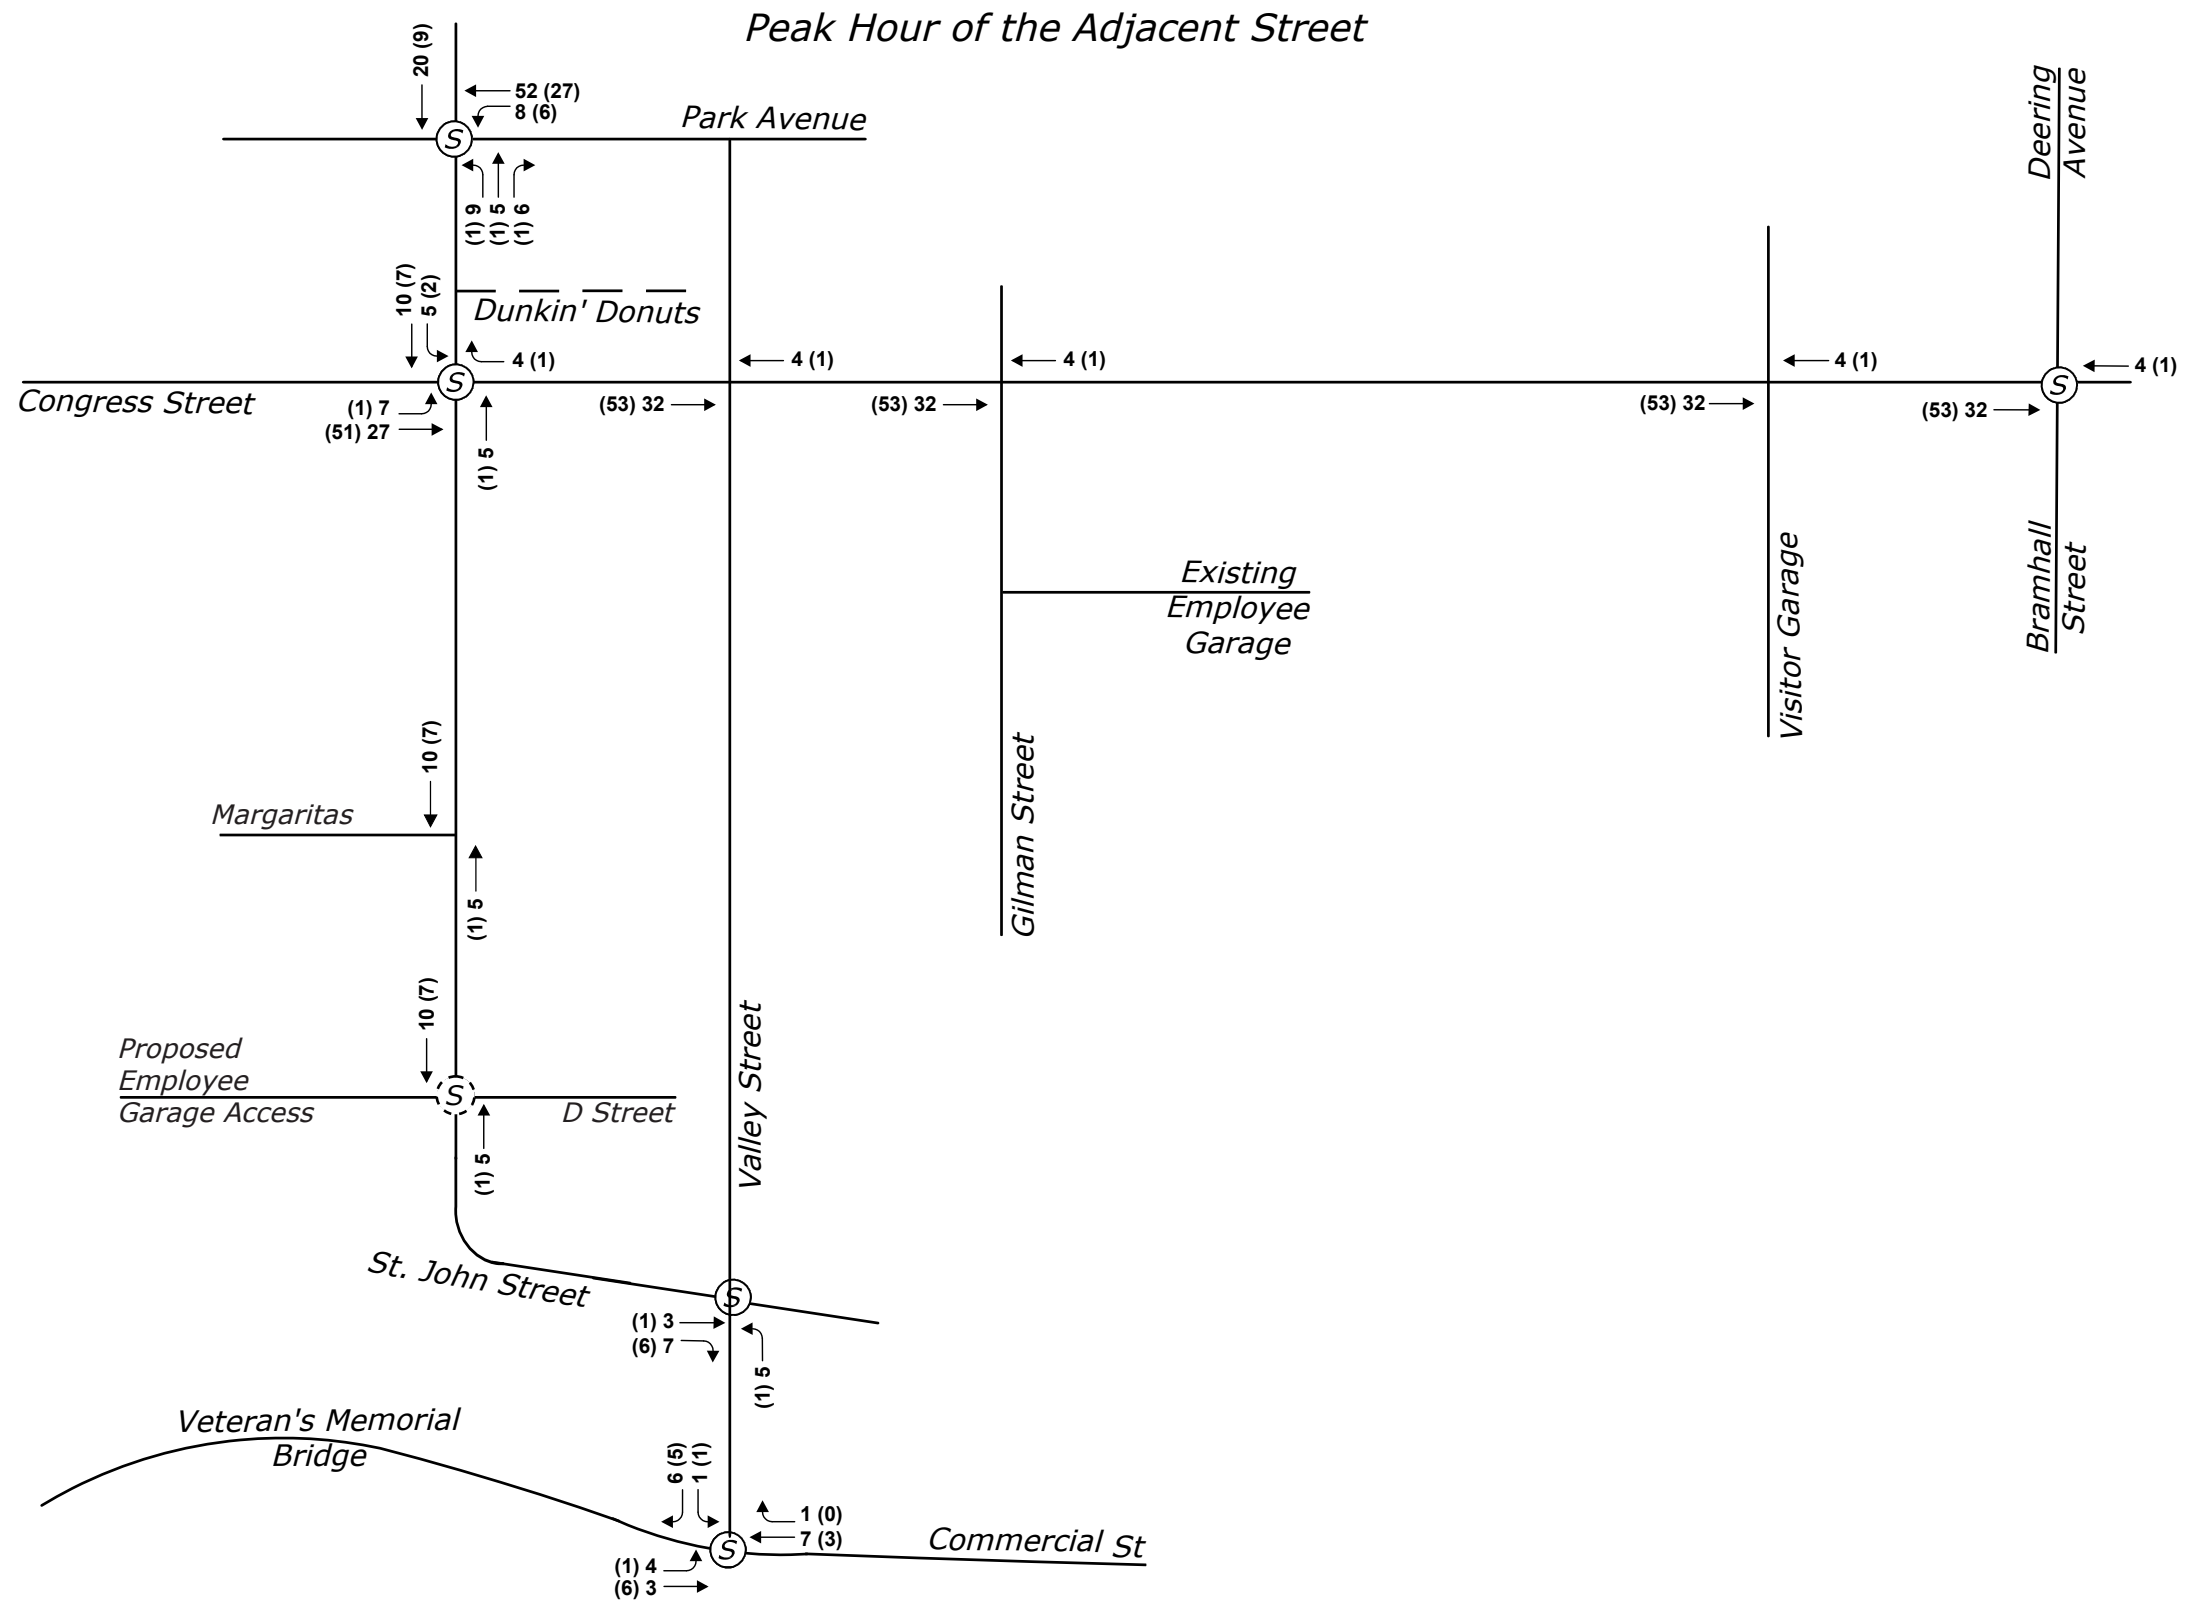 Peak Hour of the Adjacent Street
20 (9)
52 (27)
8 (6)
Park Avenue
S
(1) 9
(1) 5
(1) 6
Deering
Avenue
10 (7)
5 (2)
Dunkin' Donuts
4 (1)
4 (1)
4 (1)
4 (1)
4 (1)
S
S
Congress Street
(1) 7
(51) 27
(1) 5
(53) 32
(53) 32
(53) 32
(53) 32
Existing
Employee
Garage
Visitor Garage
Bramhall
Street
10 (7)
Margaritas
(1) 5
Gilman Street
10 (7)
Proposed
Employee
Garage Access
S
D Street
(1) 5
Valley Street
St. John Street
S
(1) 3
(6) 7
(1) 5
Veteran's Memorial
Bridge
6 (5)
1 (1)
1 (0)
7 (3)
S
Commercial St
(1) 4
(6) 3